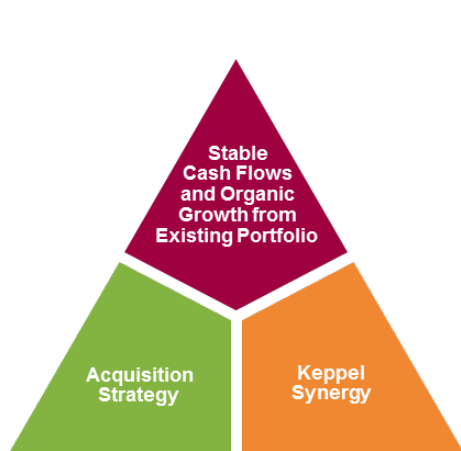 Stable
Cash Flows
and Organic
Growth from
Existing Portfolio
Acquisition
Strategy
Keppel
Synergy